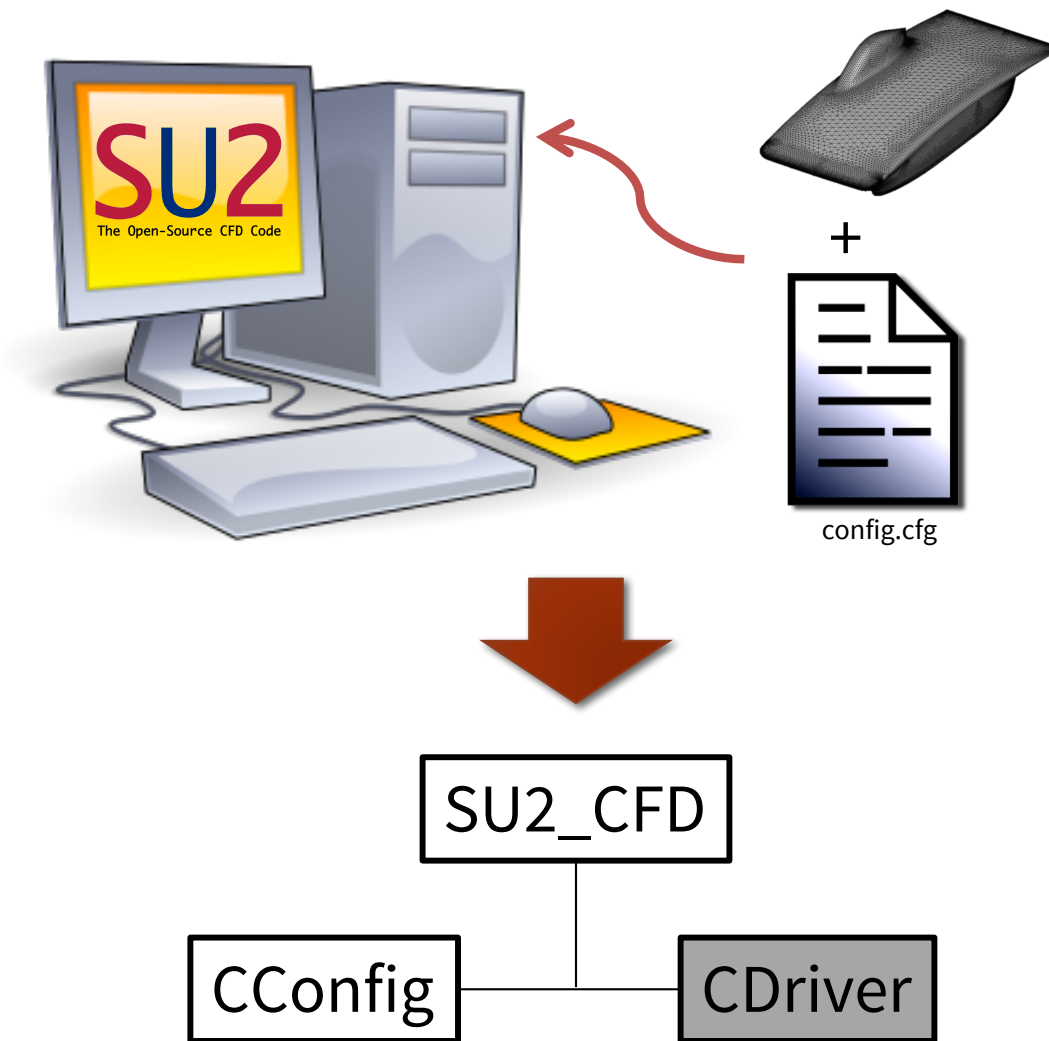 SU2
The Open-Source CFD Code
+
config.cfg
SU2_CFD
CConfig
CDriver